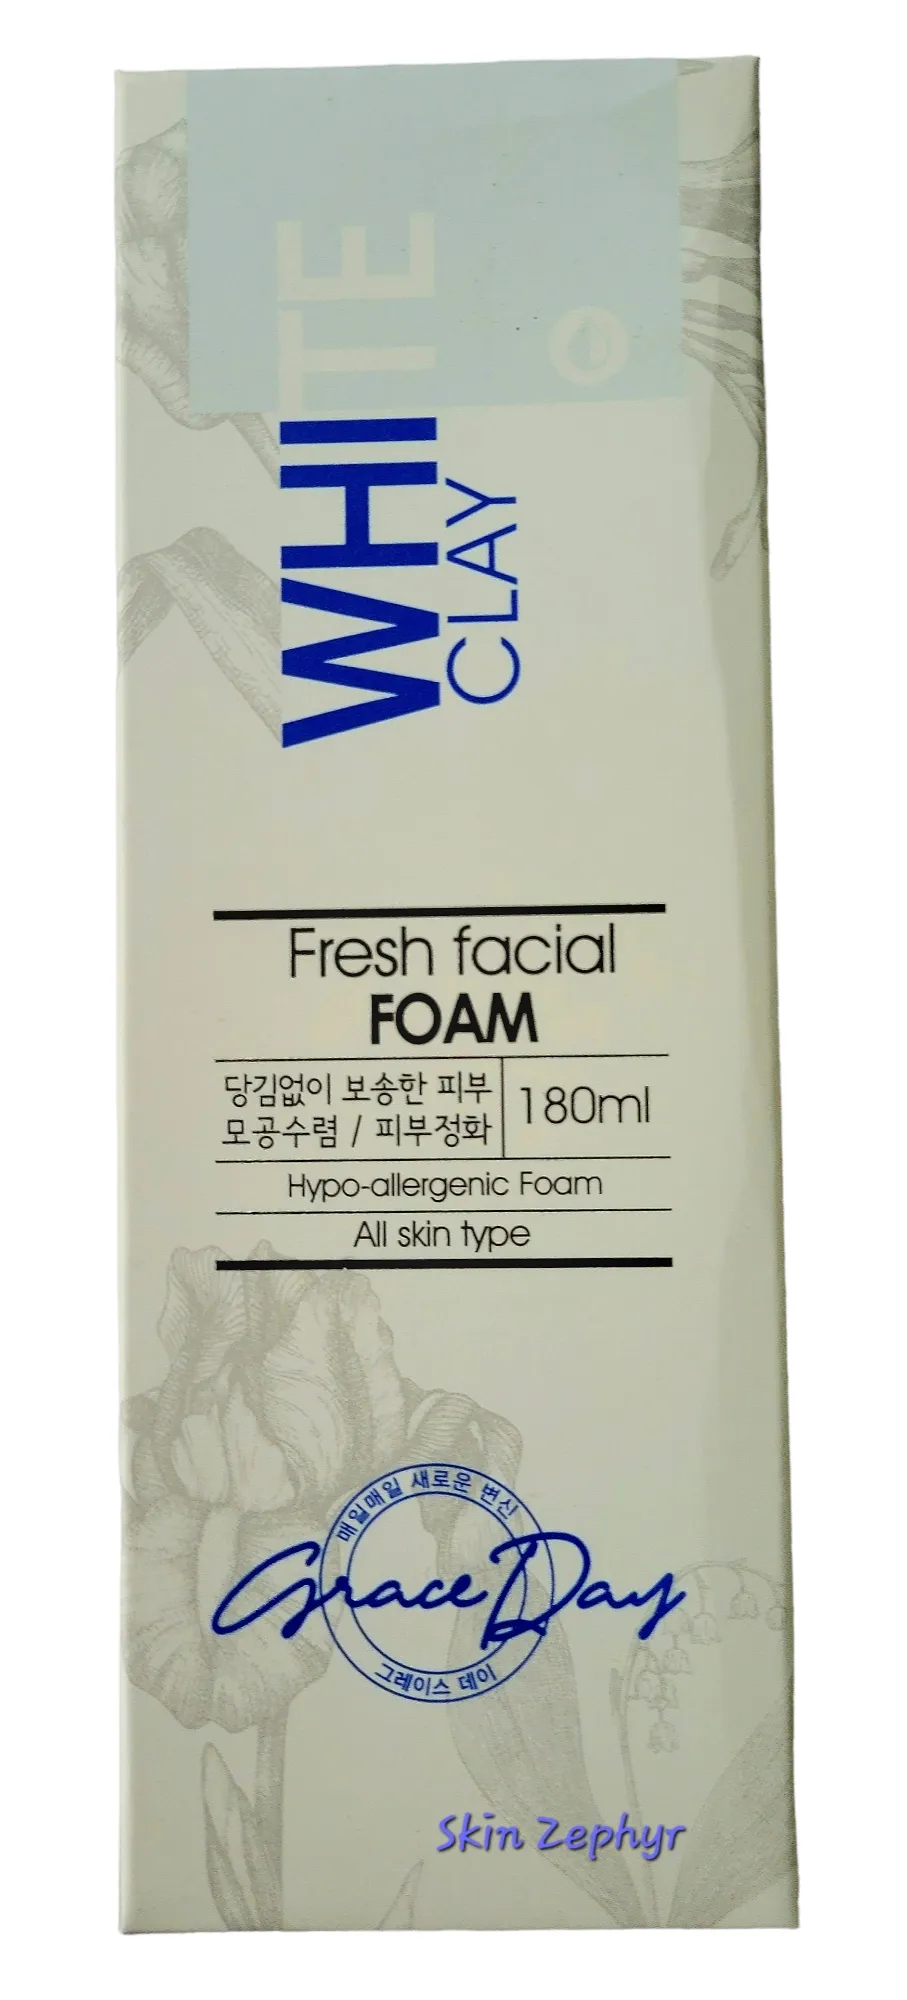 WHITE
CLAY
Fresh facial
FOAM
당김없이 보송한 피부
모공수렴 / 피부정화
180ml
Hypo-allergenic Foam
All skin type
매일매일 새로운 변신
Grace Day
그레이스 데이
Skin Zephyr